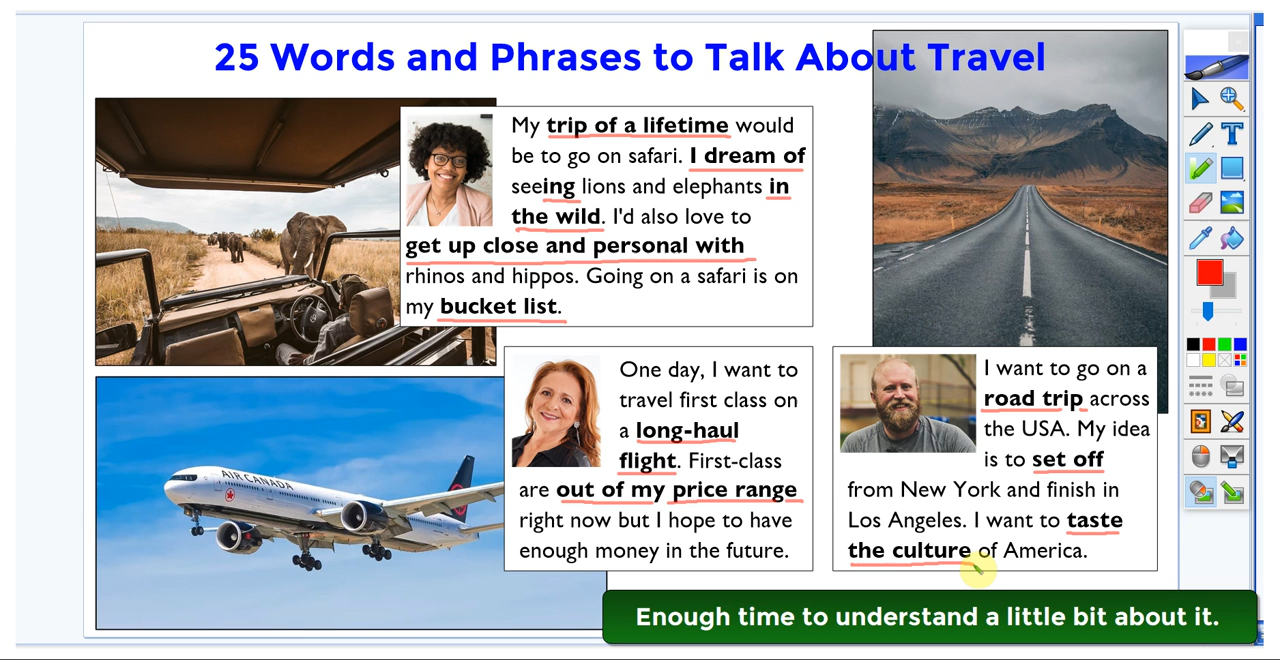 25 Words and Phrases to Talk About Travel
My trip of a lifetime would
be to go on safari. I dream of
seeing lions and elephants in
the wild. I'd also love to
get up close and personal with
rhinos and hippos. Going on a safari is on
my bucket list.
One day, I want to
travel first class on
a long-haul
flight. First-class
are out of my price range
right now but I hope to have
enough money in the future.
I want to go on a
road trip across
the USA. My idea
is to set off
from New York and finish in
Los Angeles. I want to taste
the culture of America.
AIR CANADA
Enough time to understand a little bit about it.
T